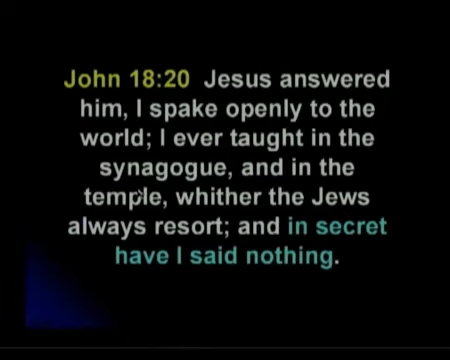 John 18:20  Jesus answered
him, I spake openly to the
world; I ever taught in the
synagogue, and in the
temple, whither the Jews
always resort; and in secret
have I said nothing.